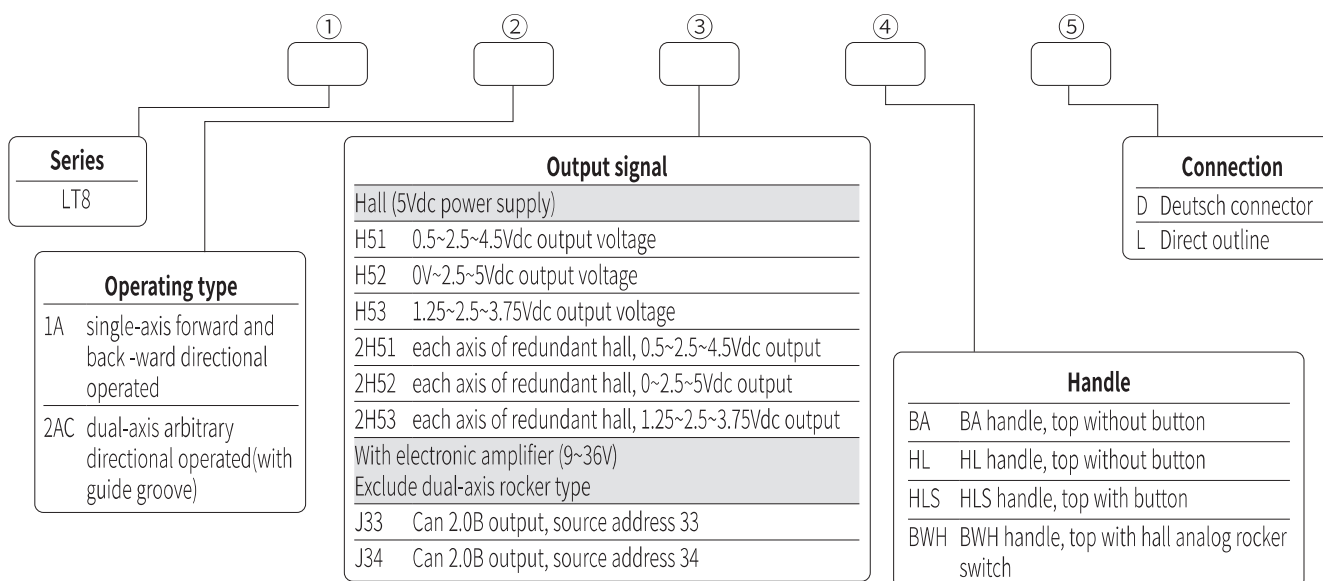 ① ② ③ ④ ⑤
Series
LT8
Operating type
1A single-axis forward and
back -ward directional
operated
2AC dual-axis arbitrary
directional operated(with
guide groove)
Output signal
Hall (5Vdc power supply)
H51 0.5~2.5~4.5Vdc output voltage
H52 0V~2.5~5Vdc output voltage
H53 1.25~2.5~3.75Vdc output voltage
2H51 each axis of redundant hall, 0.5~2.5~4.5Vdc output
2H52 each axis of redundant hall, 0~2.5~5Vdc output
2H53 each axis of redundant hall, 1.25~2.5~3.75Vdc output
With electronic amplifier (9~36V)
Exclude dual-axis rocker type
J33 Can 2.0B output, source address 33
J34 Can 2.0B output, source address 34
Handle
BA BA handle, top without button
HL HL handle, top without button
HLS HLS handle, top with button
BWH BWH handle, top with hall analog rocker
switch
Connection
D Deutsch connector
L Direct outline